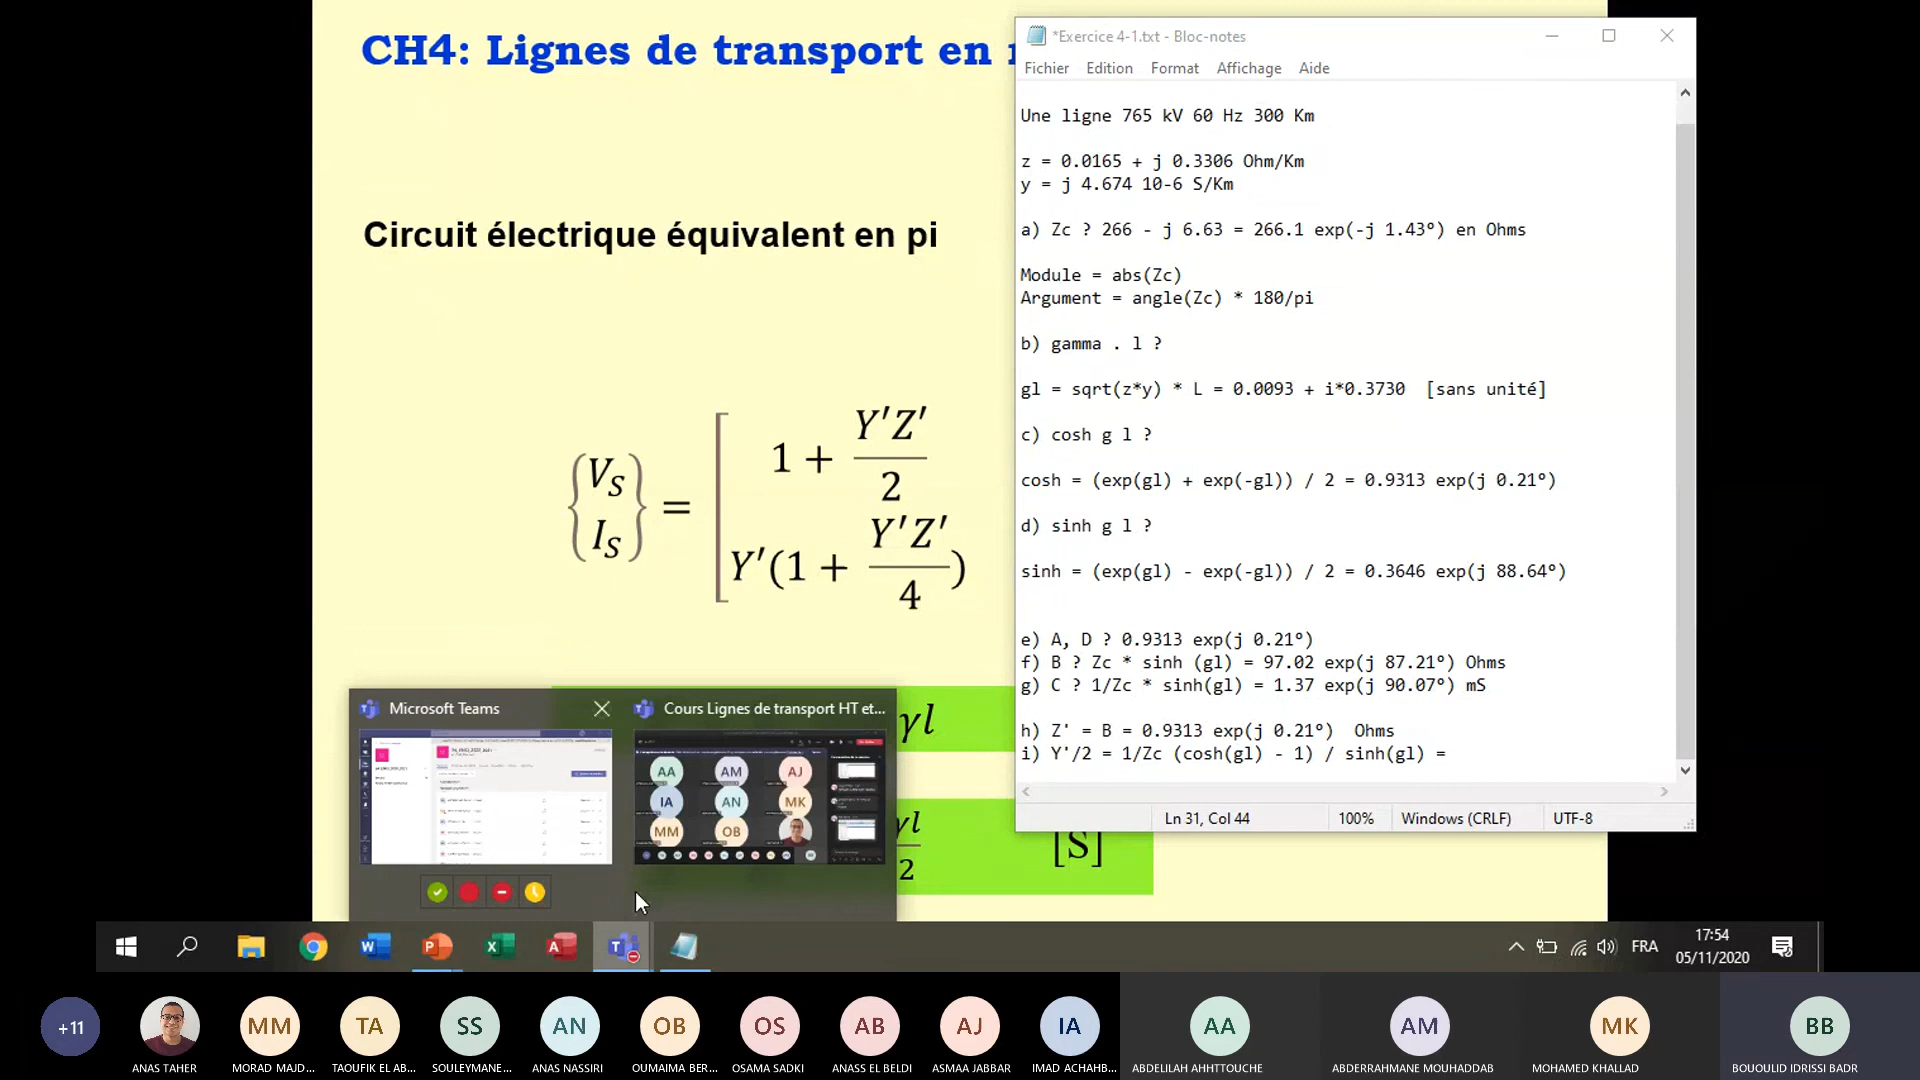 CH4: Lignes de transport en
*Exercice 4-1.txt - Bloc-notes
Fichier Edition Format Affichage Aide
Une ligne 765 kV 60 Hz 300 Km
z = 0.0165 + j 0.3306 Ohm/Km
y = j 4.674 10-6 S/Km
a) Zc ? 266 - j 6.63 = 266.1 exp(-j 1.43°) en Ohms
Module = abs(Zc)
Argument = angle(Zc) * 180/pi
b) gamma . l ?
gl = sqrt(z*y) * L = 0.0093 + i*0.3730 [sans unité]
c) cosh g l ?
cosh = (exp(gl) + exp(-gl)) / 2 = 0.9313 exp(j 0.21°)
d) sinh g l ?
sinh = (exp(gl) - exp(-gl)) / 2 = 0.3646 exp(j 88.64°)
e) A, D ? 0.9313 exp(j 0.21°)
f) B ? Zc * sinh (gl) = 97.02 exp(j 87.21°) Ohms
g) C ? 1/Zc * sinh(gl) = 1.37 exp(j 90.07°) mS
h) Z' = B = 0.9313 exp(j 0.21°) Ohms
i) Y'/2 = 1/Zc (cosh(gl) - 1) / sinh(gl) =
Ln 31, Col 44 100% Windows (CRLF) UTF-8
Circuit électrique équivalent en pi
{V_S I_S} = [ 1 + Y'Z'/2
Y'(1 + Y'Z'/4)
γl
γl/2 [S]
Microsoft Teams
Cours Lignes de transport HT et...
AA AM AJ
IA AN MK
MM OB
FRA
17:54
05/11/2020
+11 MM TA SS AN OB OS AB AJ IA AA AM MK BB
ANAS TAHER MORAD MAJD... TAOUFIK EL AB... SOULEYMANE... ANAS NASSIRI OUMAIMA BER... OSAMA SADKI ANASS EL BELDI ASMAA JABBAR IMAD ACHAHB... ABDELILAH AHHTTOUCHE ABDERRAHMANE MOUHADDAB MOHAMED KHALLAD BOUOULID IDRISSI BADR